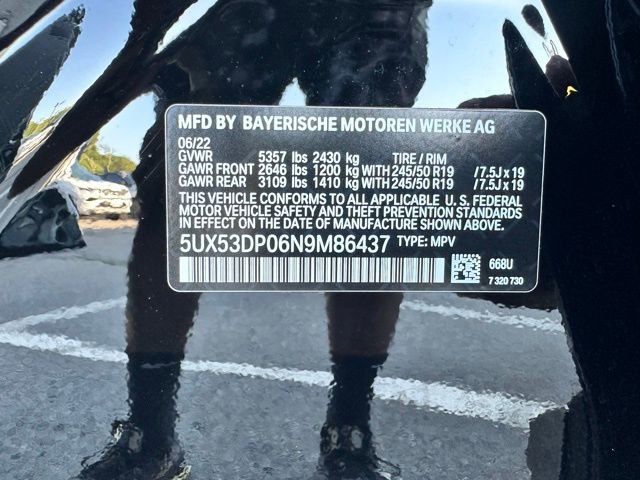 MFD BY BAYERISCHE MOTOREN WERKE AG
06/22
GVWR 5357 lbs 2430 kg TIRE / RIM
GAWR FRONT 2646 lbs 1200 kg WITH 245/50 R19 /7.5J x 19
GAWR REAR 3109 lbs 1410 kg WITH 245/50 R19 /7.5J x 19
THIS VEHICLE CONFORMS TO ALL APPLICABLE U. S. FEDERAL
MOTOR VEHICLE SAFETY AND THEFT PREVENTION STANDARDS
IN EFFECT ON THE DATE OF MANUFACTURE SHOWN ABOVE.
5UX53DP06N9M86437 TYPE: MPV
668U
7 320 730